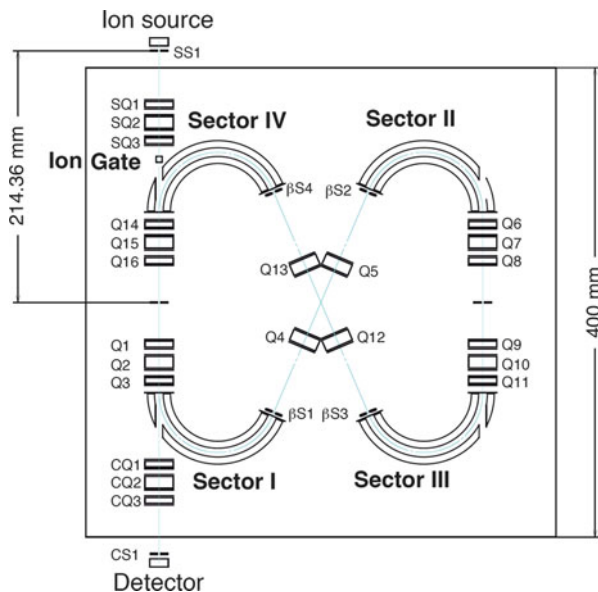 Ion source
SS1
SQ1
SQ2
SQ3
Sector IV
Sector II
Ion Gate
βS4
βS2
214.36 mm
400 mm
Q14
Q15
Q16
Q6
Q7
Q8
Q13
Q5
Q4
Q12
Q1
Q2
Q3
Q9
Q10
Q11
βS1
βS3
CQ1
CQ2
CQ3
Sector I
Sector III
CS1
Detector